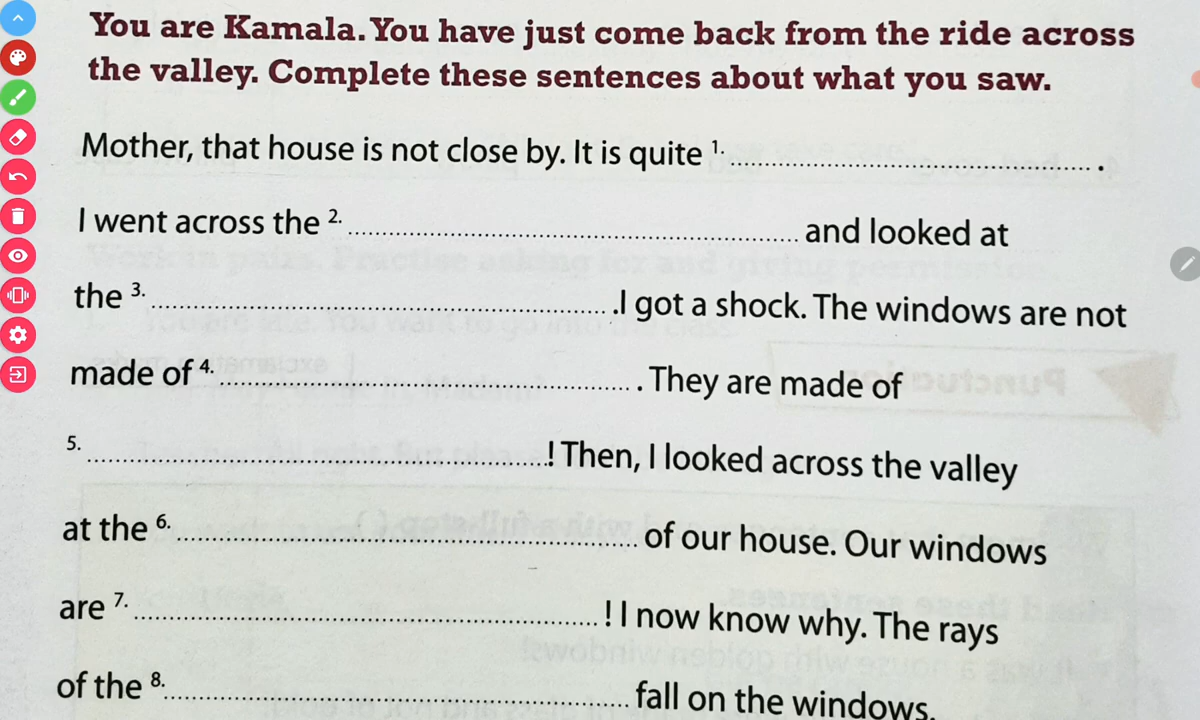 You are Kamala. You have just come back from the ride across
the valley. Complete these sentences about what you saw.
Mother, that house is not close by. It is quite 1. .
I went across the 2. and looked at
the 3. .I got a shock. The windows are not
made of 4. . They are made of
5. ! Then, I looked across the valley
at the 6. of our house. Our windows
are 7. ! I now know why. The rays
of the 8. fall on the windows.